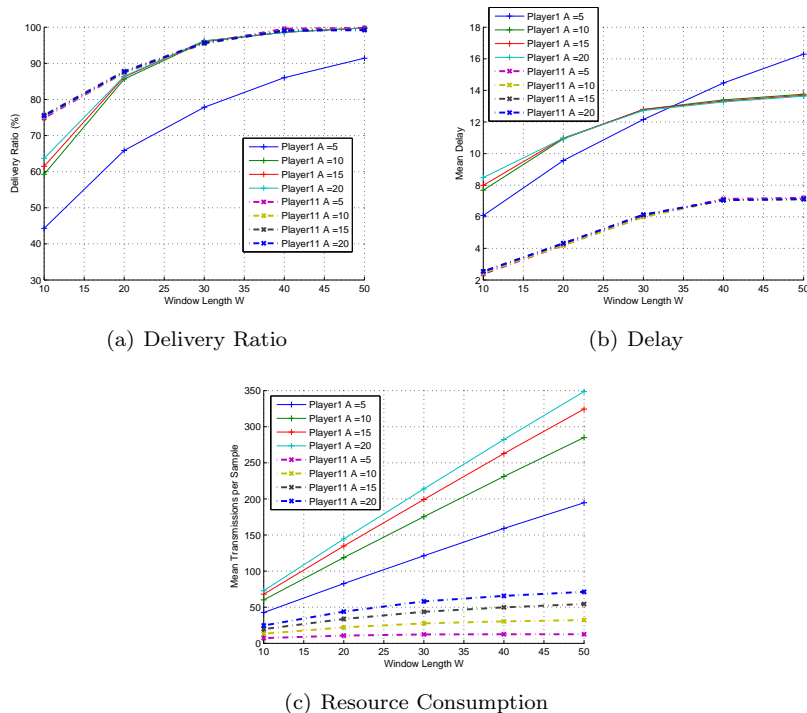 100
90
80
70
60
50
40
30
Delivery Ratio (%)
10 15 20 25 30 35 40 45 50
Window Length W
Player1 A =5
Player1 A =10
Player1 A =15
Player1 A =20
Player11 A =5
Player11 A =10
Player11 A =15
Player11 A =20
(a) Delivery Ratio
18
16
14
12
10
8
6
4
2
Mean Delay
10 15 20 25 30 35 40 45 50
Window Length W
Player1 A =5
Player1 A =10
Player1 A =15
Player1 A =20
Player11 A =5
Player11 A =10
Player11 A =15
Player11 A =20
(b) Delay
350
300
250
200
150
100
50
0
Mean Transmissions per Sample
10 15 20 25 30 35 40 45 50
Window Length W
Player1 A =5
Player1 A =10
Player1 A =15
Player1 A =20
Player11 A =5
Player11 A =10
Player11 A =15
Player11 A =20
(c) Resource Consumption